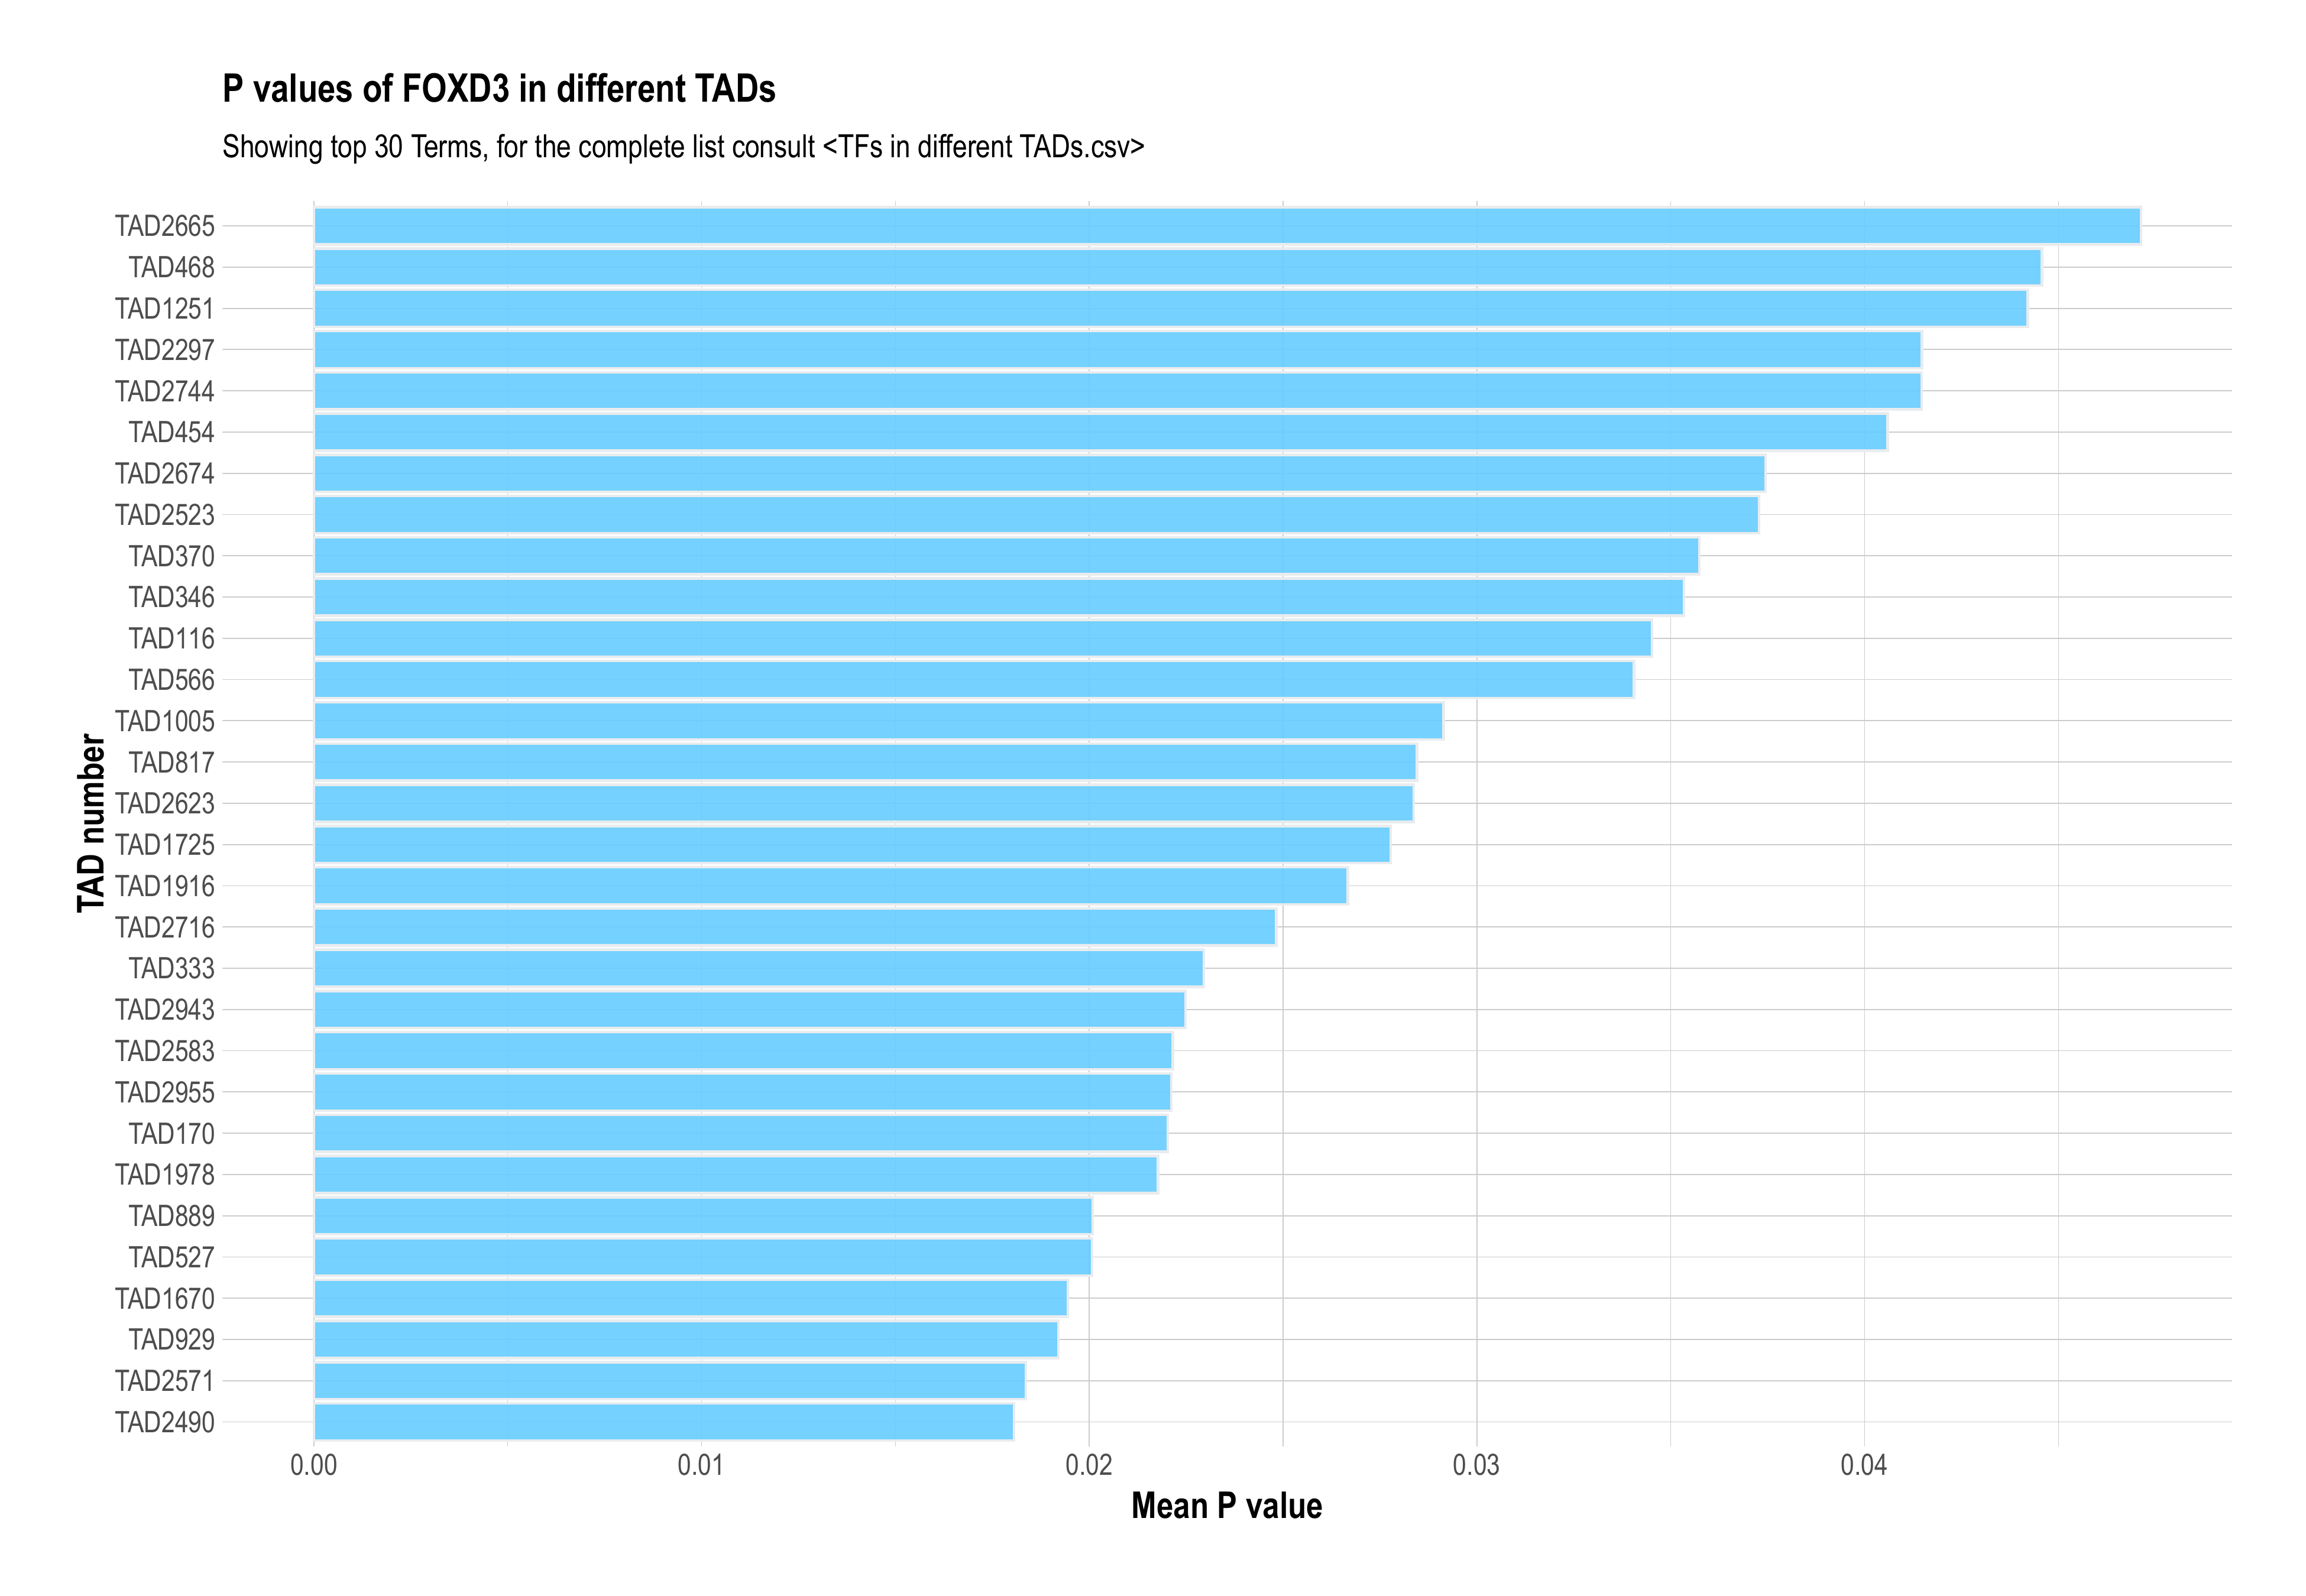 P values of FOXD3 in different TADs
Showing top 30 Terms, for the complete list consult <TFs in different TADs.csv>
TAD number
TAD2665
TAD468
TAD1251
TAD2297
TAD2744
TAD454
TAD2674
TAD2523
TAD370
TAD346
TAD116
TAD566
TAD1005
TAD817
TAD2623
TAD1725
TAD1916
TAD2716
TAD333
TAD2943
TAD2583
TAD2955
TAD170
TAD1978
TAD889
TAD527
TAD1670
TAD929
TAD2571
TAD2490
0.00 0.01 0.02 0.03 0.04
Mean P value